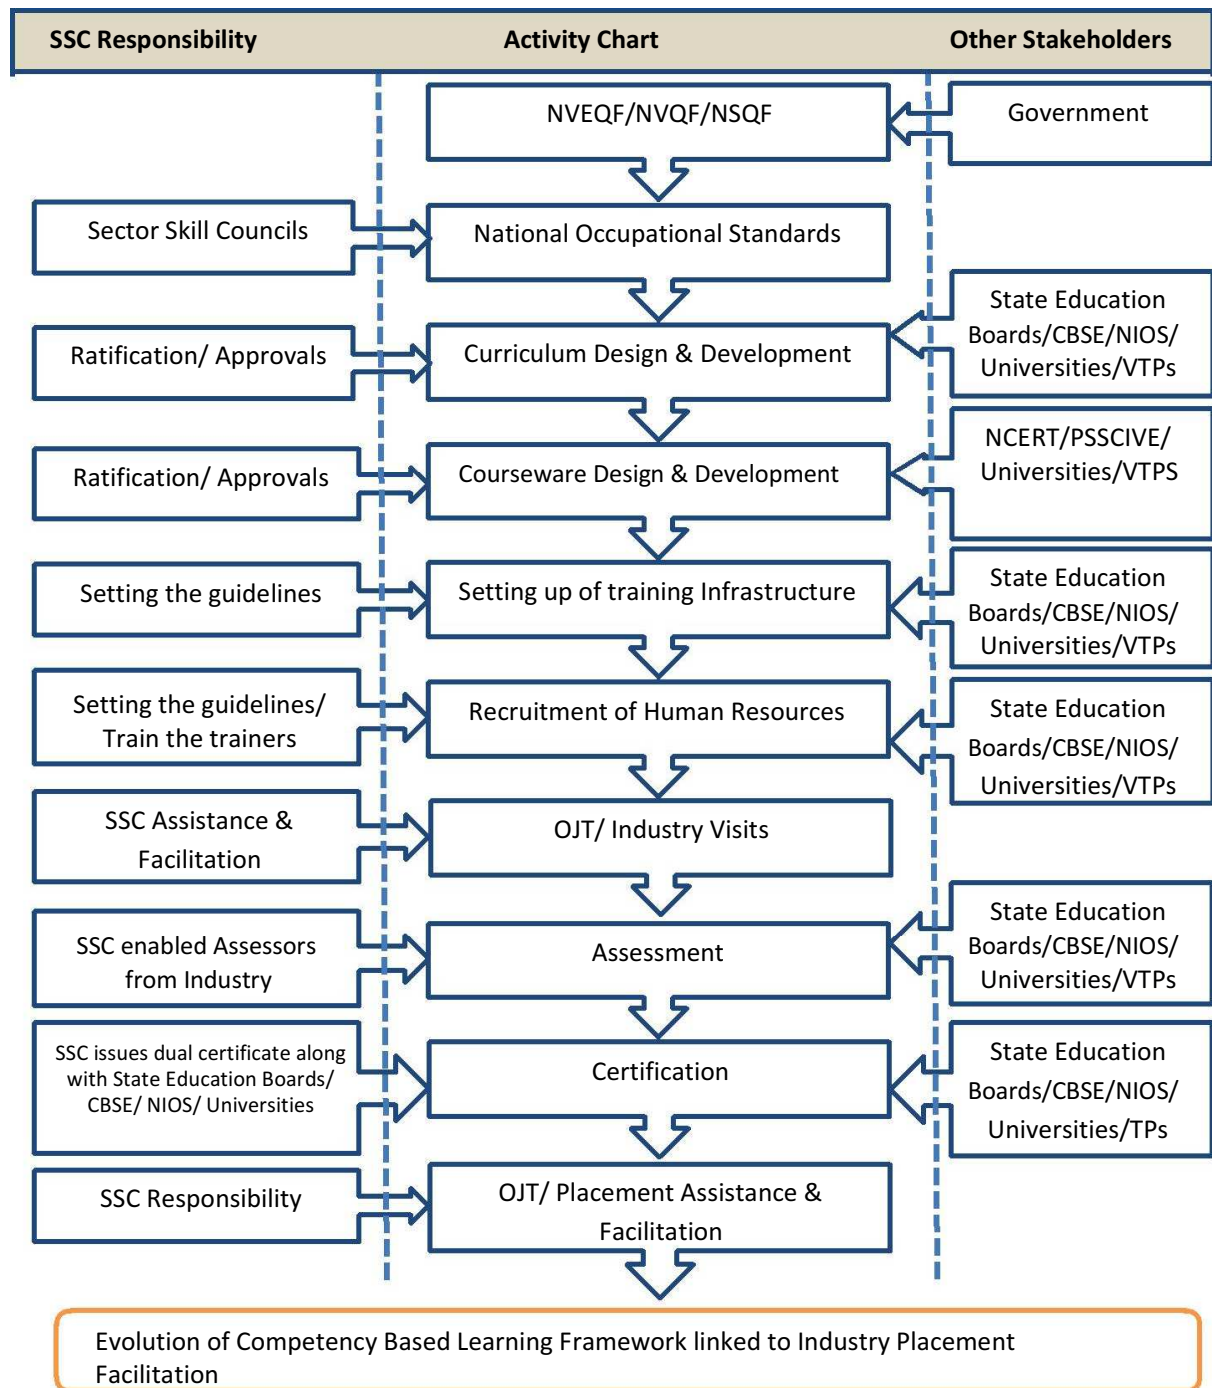 SSC Responsibility
Activity Chart
Other Stakeholders
NVEQF/NVQF/NSQF
Government
Sector Skill Councils
National Occupational Standards
Ratification/ Approvals
Curriculum Design & Development
State Education
Boards/CBSE/NIOS/
Universities/VTPs
Ratification/ Approvals
Courseware Design & Development
NCERT/PSSCIVE/
Universities/VTPS
Setting the guidelines
Setting up of training Infrastructure
State Education
Boards/CBSE/NIOS/
Universities/VTPs
Setting the guidelines/
Train the trainers
Recruitment of Human Resources
State Education
Boards/CBSE/NIOS/
Universities/VTPs
SSC Assistance &
Facilitation
OJT/ Industry Visits
SSC enabled Assessors
from Industry
Assessment
State Education
Boards/CBSE/NIOS/
Universities/VTPs
SSC issues dual certificate along
with State Education Boards/
CBSE/ NIOS/ Universities
Certification
State Education
Boards/CBSE/NIOS/
Universities/TPs
SSC Responsibility
OJT/ Placement Assistance &
Facilitation
Evolution of Competency Based Learning Framework linked to Industry Placement
Facilitation